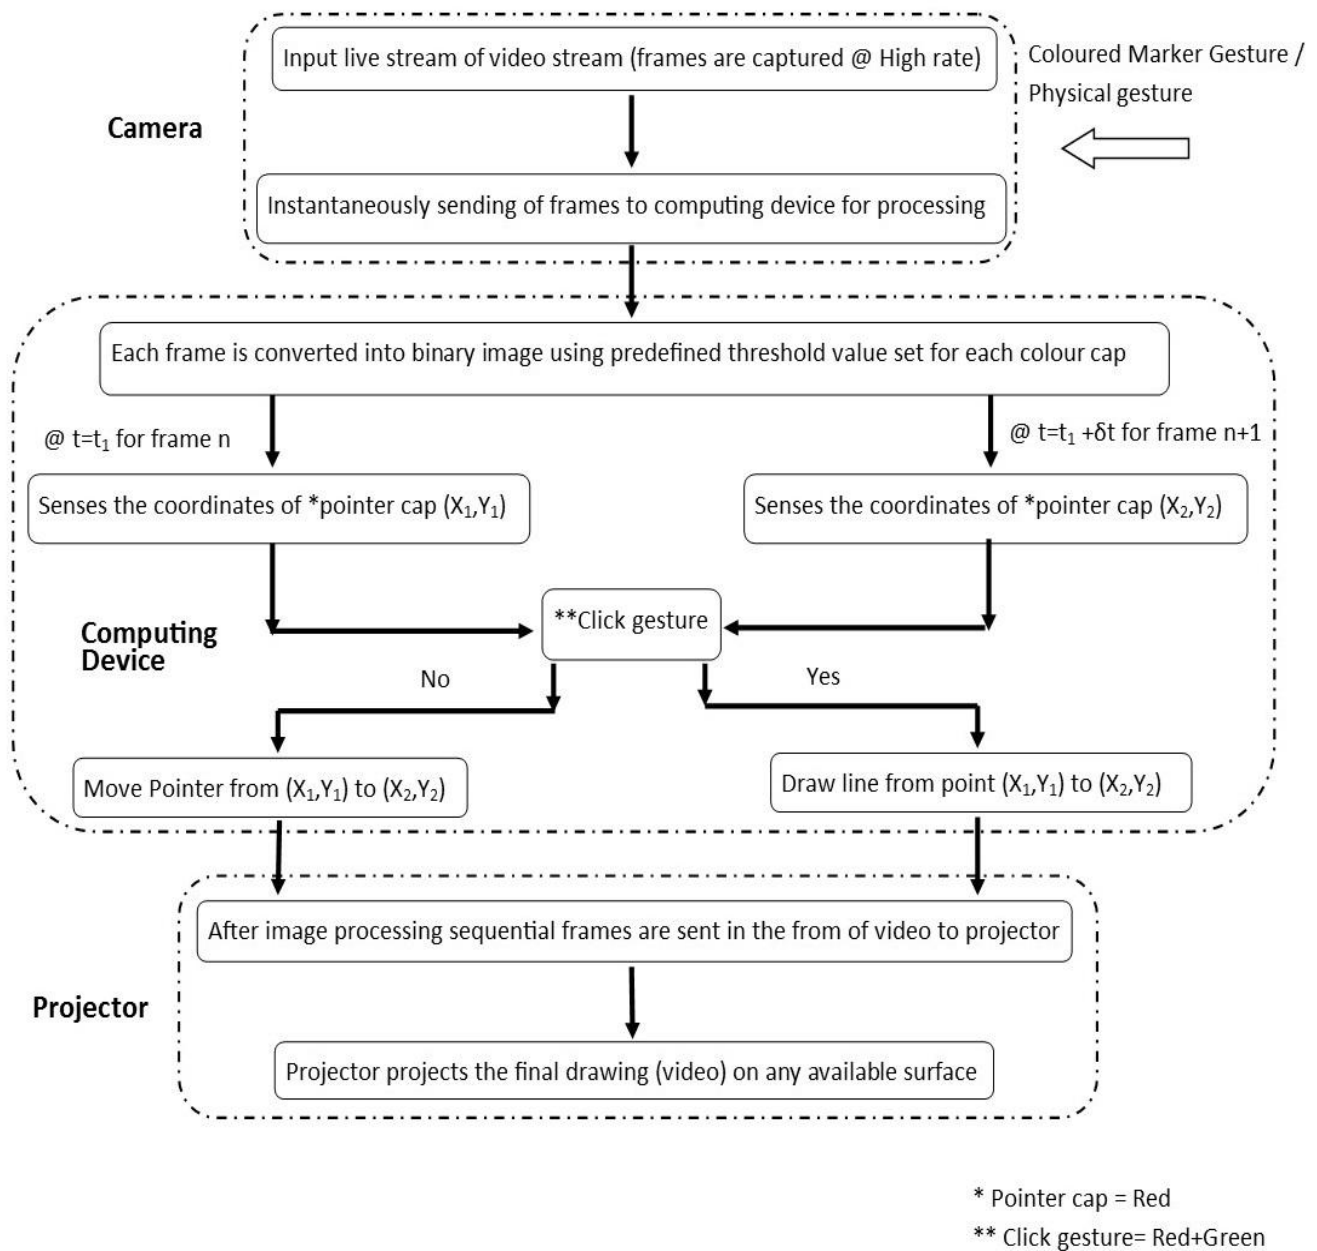 Input live stream of video stream (frames are captured @ High rate)
Coloured Marker Gesture /
Physical gesture
Camera
Instantaneously sending of frames to computing device for processing
Each frame is converted into binary image using predefined threshold value set for each colour cap
@ t=t₁ for frame n
@ t=t₁ +δt for frame n+1
Senses the coordinates of *pointer cap (X₁,Y₁)
Senses the coordinates of *pointer cap (X₂,Y₂)
**Click gesture
Computing
Device
No
Yes
Move Pointer from (X₁,Y₁) to (X₂,Y₂)
Draw line from point (X₁,Y₁) to (X₂,Y₂)
After image processing sequential frames are sent in the from of video to projector
Projector
Projector projects the final drawing (video) on any available surface
* Pointer cap = Red
** Click gesture= Red+Green